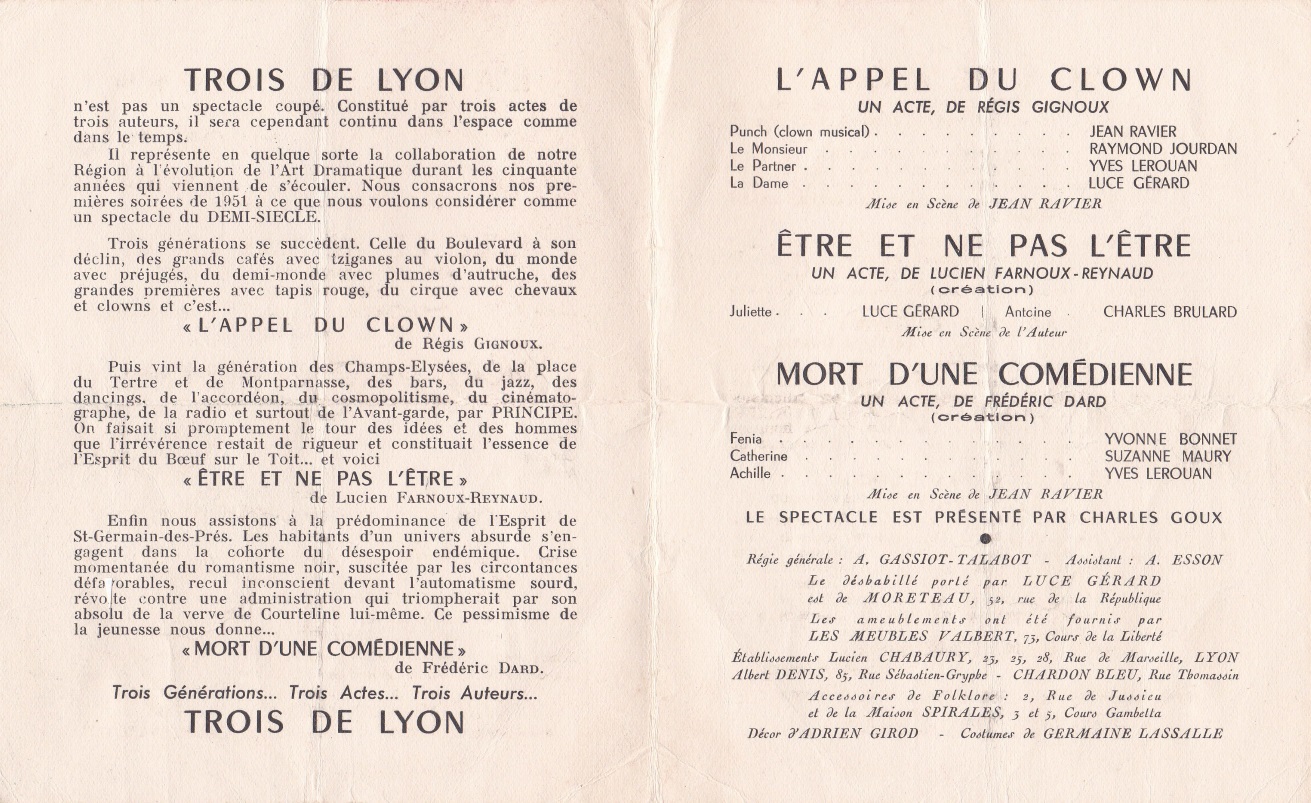 TROIS DE LYON
n'est pas un spectacle coupé. Constitué par trois actes de
trois auteurs, il sera cependant continu dans l'espace comme
dans le temps.
Il représente en quelque sorte la collaboration de notre
Région à l'évolution de l'Art Dramatique durant les cinquante
années qui viennent de s'écouler. Nous consacrons nos pre-
mières soirées de 1951 à ce que nous voulons considérer comme
un spectacle du DEMI-SIECLE.
Trois générations se succèdent. Celle du Boulevard à son
déclin, des grands cafés avec tziganes au violon, du monde
avec préjugés, du demi-monde avec plumes d'autruche, des
grandes premières avec tapis rouge, du cirque avec chevaux
et clowns et c'est...
« L'APPEL DU CLOWN »
de Régis GIGNOUX.
Puis vint la génération des Champs-Elysées, de la place
du Tertre et de Montparnasse, des bars, du jazz, des
dancings, de l'accordéon, du cosmopolitisme, du cinémato-
graphe, de la radio et surtout de l'Avant-garde, par PRINCIPE.
On faisait si promptement le tour des idées et des hommes
que l'irrévérence restait de rigueur et constituait l'essence de
l'Esprit du Bœuf sur le Toit... et voici
« ÊTRE ET NE PAS L'ÊTRE »
de Lucien FARNOUX-REYNAUD.
Enfin nous assistons à la prédominance de l'Esprit de
St-Germain-des-Prés. Les habitants d'un univers absurde s'en-
gagent dans la cohorte du désespoir endémique. Crise
momentanée du romantisme noir, suscitée par les circontances
défavorables, recul inconscient devant l'automatisme sourd,
révolte contre une administration qui triompherait par son
absolu de la verve de Courteline lui-même. Ce pessimisme de
la jeunesse nous donne...
« MORT D'UNE COMÉDIENNE »
de Frédéric DARD.
Trois Générations... Trois Actes... Trois Auteurs...
TROIS DE LYON
L'APPEL DU CLOWN
UN ACTE, DE RÉGIS GIGNOUX
Punch (clown musical) . . . . . . . . . JEAN RAVIER
Le Monsieur . . . . . . . . . . . . RAYMOND JOURDAN
Le Partner . . . . . . . . . . . . . YVES LEROUAN
La Dame . . . . . . . . . . . . . LUCE GÉRARD
Mise en Scène de JEAN RAVIER
ÊTRE ET NE PAS L'ÊTRE
UN ACTE, DE LUCIEN FARNOUX-REYNAUD
(création)
Juliette . . . LUCE GÉRARD | Antoine . CHARLES BRULARD
Mise en Scène de l'Auteur
MORT D'UNE COMÉDIENNE
UN ACTE, DE FRÉDÉRIC DARD
(création)
Fenia . . . . . . . . . . . . . . YVONNE BONNET
Catherine . . . . . . . . . . . . SUZANNE MAURY
Achille . . . . . . . . . . . . . YVES LEROUAN
Mise en Scène de JEAN RAVIER
LE SPECTACLE EST PRÉSENTÉ PAR CHARLES GOUX
Régie générale : A. GASSIOT-TALABOT - Assistant : A. ESSON
Le déshabillé porté par LUCE GÉRARD
est de MORETEAU, 52, rue de la République
Les ameublements ont été fournis par
LES MEUBLES VALBERT, 73, Cours de la Liberté
Établissements Lucien CHABAURY, 23, 25, 28, Rue de Marseille, LYON
Albert DENIS, 85, Rue Sébastien-Gryphe - CHARDON BLEU, Rue Thomassin
Accessoires de Folklore : 2, Rue de Jussieu
et de la Maison SPIRALES, 3 et 5, Cours Gambetta
Décor d'ADRIEN GIROD - Costumes de GERMAINE LASSALLE